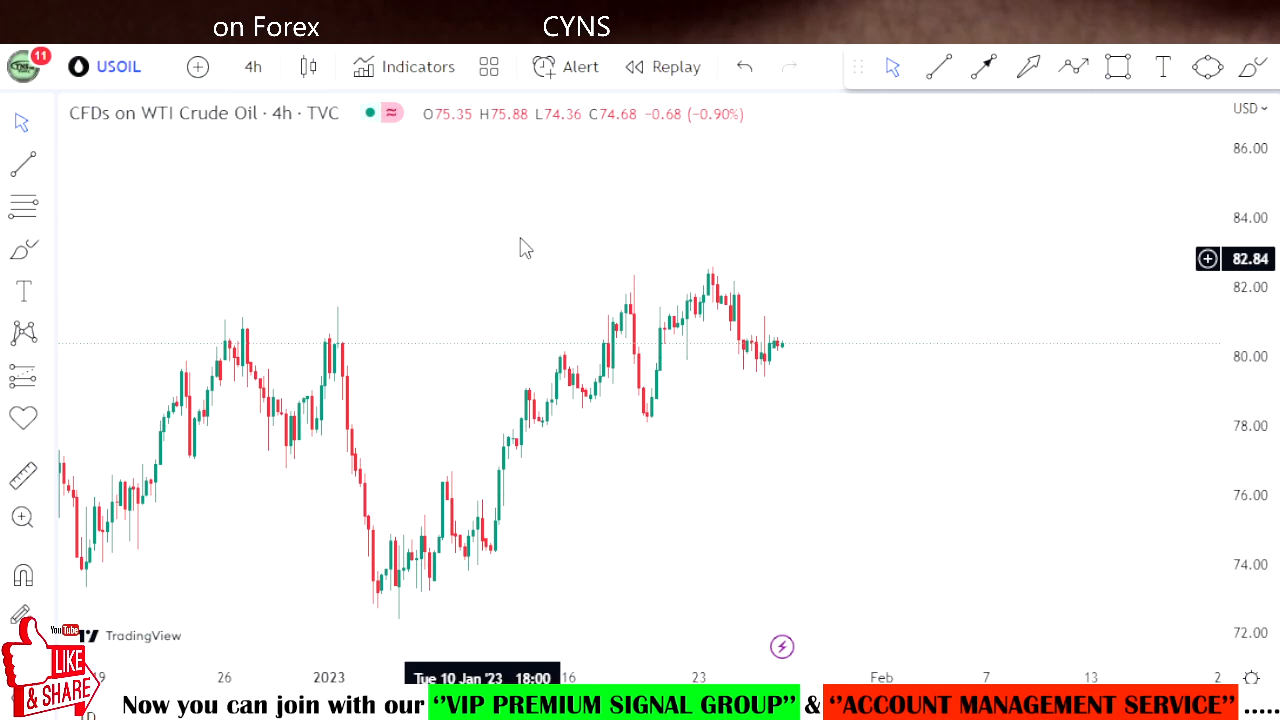 on Forex CYNS
11 USOIL 4h Indicators Alert Replay T
CFDs on WTI Crude Oil · 4h · TVC O75.35 H75.88 L74.36 C74.68 -0.68 (-0.90%) USD
86.00
84.00
82.84
82.00
80.00
78.00
76.00
74.00
72.00
TradingView
YouTube
LIKE
& SHARE
26 2023 Tue 10 Jan '23 18:00 16 23 Feb 7 13 2
Now you can join with our ‘‘VIP PREMIUM SIGNAL GROUP’’ & ‘‘ACCOUNT MANAGEMENT SERVICE’’ .....